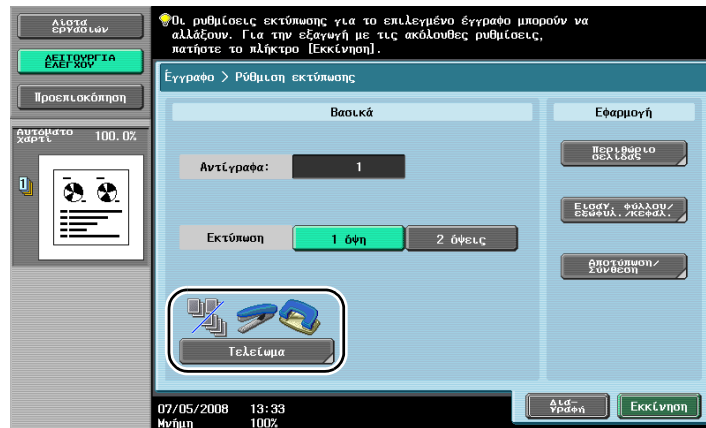 Λίστα
εργασιών
ΛΕΙΤΟΥΡΓΙΑ
ΕΛΕΓΧΟΥ
Προεπισκόπηση
Αυτόματο
χαρτί
100.0%
1
Οι ρυθμίσεις εκτύπωσης για το επιλεγμένο έγγραφο μπορούν να
αλλάξουν. Για την εξαγωγή με τις ακόλουθες ρυθμίσεις,
πατήστε το πλήκτρο [Εκκίνηση].
Έγγραφο > Ρύθμιση εκτύπωσης
Βασικά
Αντίγραφα: 1
Εκτύπωση 1 όψη 2 όψεις
Τελείωμα
Εφαρμογή
Περιθώριο
σελίδας
Εισαγ. φύλλου/
εξώφυλ./κεφαλ.
Αποτύπωση/
Σύνθεση
07/05/2008 13:33
Μνήμη 100%
Δια-
γραφή
Εκκίνηση